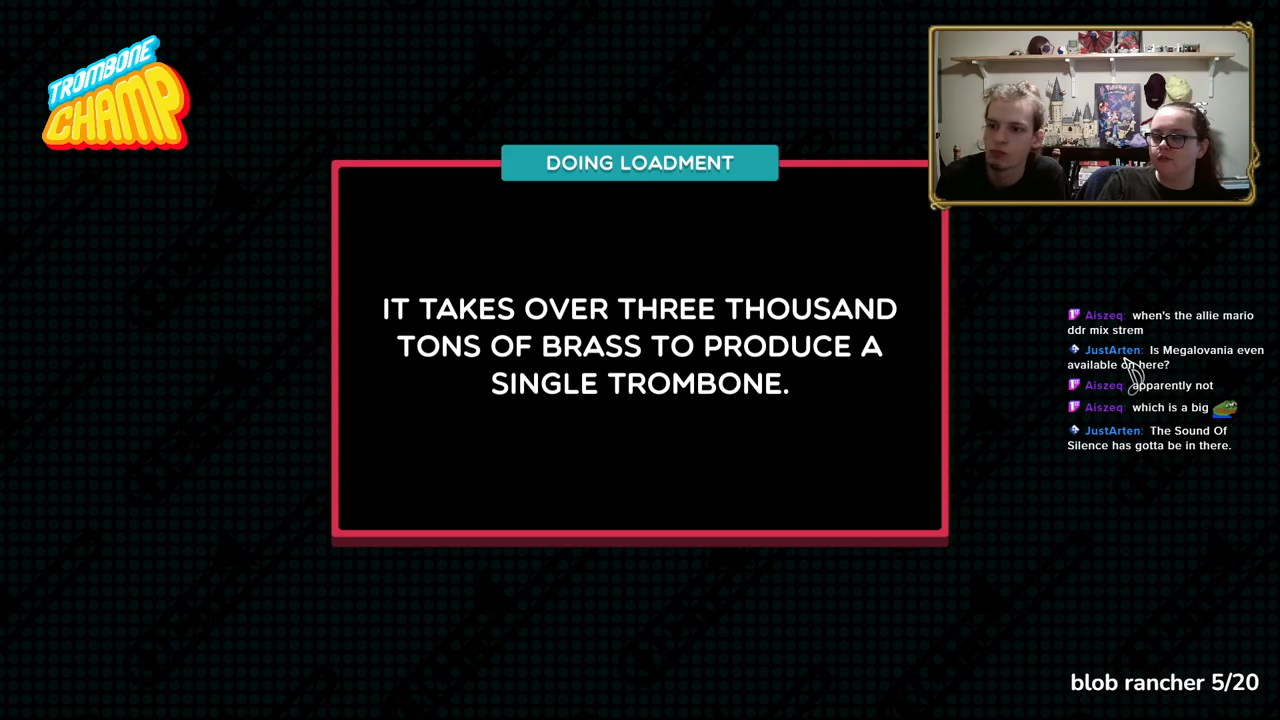 TROMBONE
CHAMP
DOING LOADMENT
IT TAKES OVER THREE THOUSAND
TONS OF BRASS TO PRODUCE A
SINGLE TROMBONE.
Aiszeq: when's the allie mario
ddr mix strem
JustArten: Is Megalovania even
available on here?
Aiszeq: apparently not
Aiszeq: which is a big
JustArten: The Sound Of
Silence has gotta be in there.
blob rancher 5/20